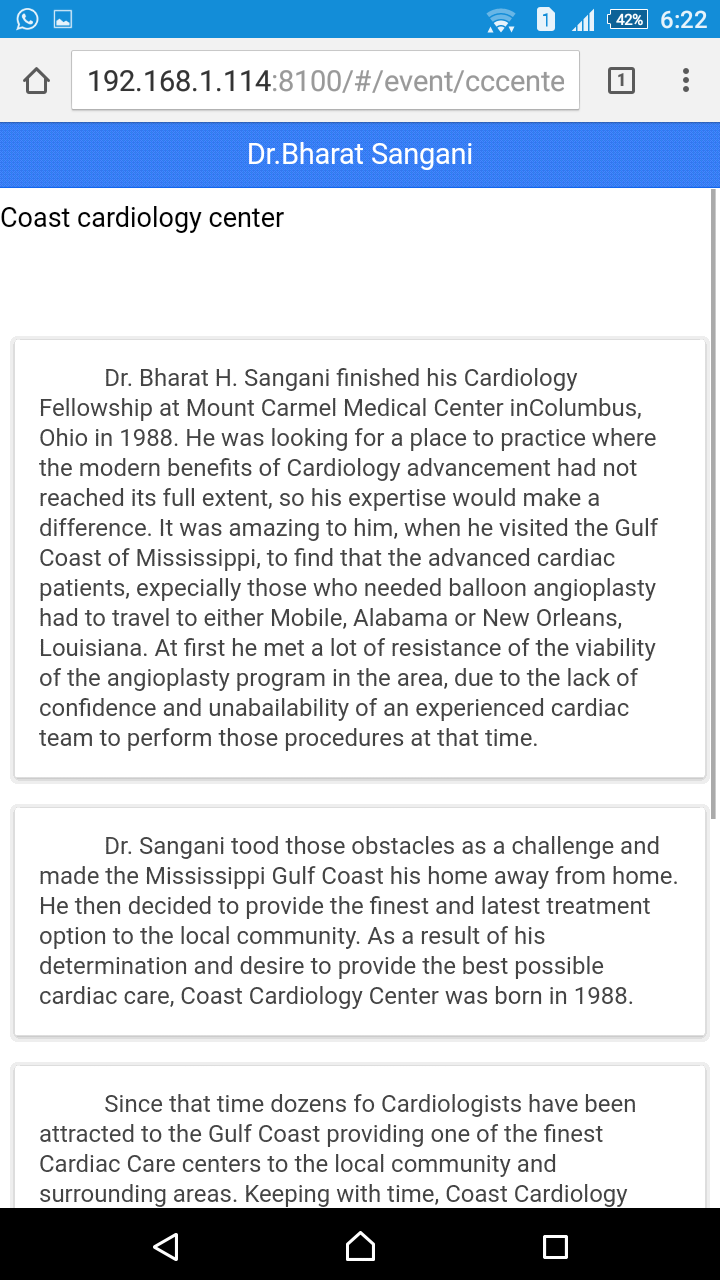 1 42% 6:22
192.168.1.114:8100/#/event/cccente 1
Dr.Bharat Sangani
Coast cardiology center
Dr. Bharat H. Sangani finished his Cardiology
Fellowship at Mount Carmel Medical Center inColumbus,
Ohio in 1988. He was looking for a place to practice where
the modern benefits of Cardiology advancement had not
reached its full extent, so his expertise would make a
difference. It was amazing to him, when he visited the Gulf
Coast of Mississippi, to find that the advanced cardiac
patients, expecially those who needed balloon angioplasty
had to travel to either Mobile, Alabama or New Orleans,
Louisiana. At first he met a lot of resistance of the viability
of the angioplasty program in the area, due to the lack of
confidence and unabailability of an experienced cardiac
team to perform those procedures at that time.
Dr. Sangani tood those obstacles as a challenge and
made the Mississippi Gulf Coast his home away from home.
He then decided to provide the finest and latest treatment
option to the local community. As a result of his
determination and desire to provide the best possible
cardiac care, Coast Cardiology Center was born in 1988.
Since that time dozens fo Cardiologists have been
attracted to the Gulf Coast providing one of the finest
Cardiac Care centers to the local community and
surrounding areas. Keeping with time, Coast Cardiology